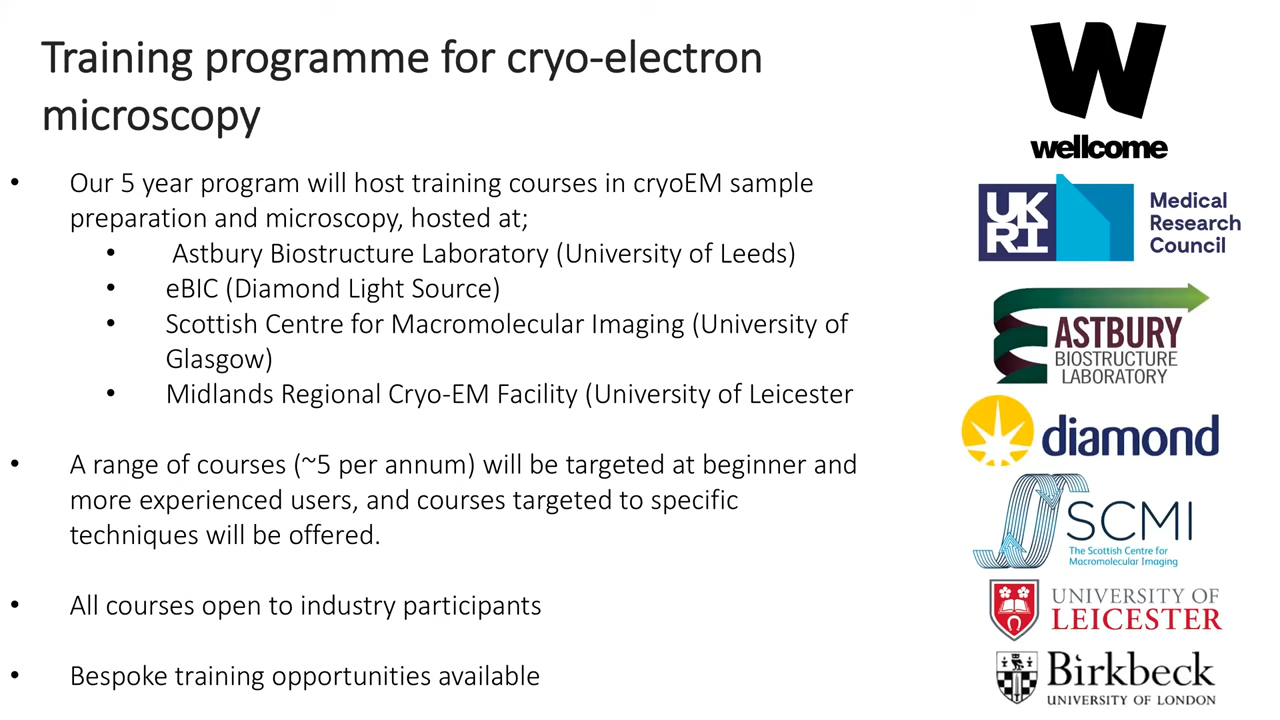 Training programme for cryo-electron
microscopy
• Our 5 year program will host training courses in cryoEM sample
preparation and microscopy, hosted at;
• Astbury Biostructure Laboratory (University of Leeds)
• eBIC (Diamond Light Source)
• Scottish Centre for Macromolecular Imaging (University of
Glasgow)
• Midlands Regional Cryo-EM Facility (University of Leicester
• A range of courses (~5 per annum) will be targeted at beginner and
more experienced users, and courses targeted to specific
techniques will be offered.
• All courses open to industry participants
• Bespoke training opportunities available
W
wellcome
UK
RI
Medical
Research
Council
ASTBURY
BIOSTRUCTURE
LABORATORY
diamond
SCMI
The Scottish Centre for
Macromolecular Imaging
UNIVERSITY OF
LEICESTER
Birkbeck
UNIVERSITY OF LONDON